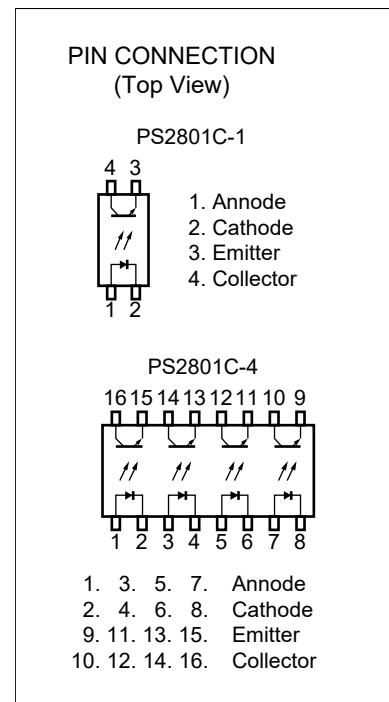 PIN CONNECTION
(Top View)
PS2801C-1
4 3
1. Annode
2. Cathode
3. Emitter
4. Collector
1 2
PS2801C-4
16 15 14 13 12 11 10 9
1 2 3 4 5 6 7 8
1. 3. 5. 7. Annode
2. 4. 6. 8. Cathode
9. 11. 13. 15. Emitter
10. 12. 14. 16. Collector